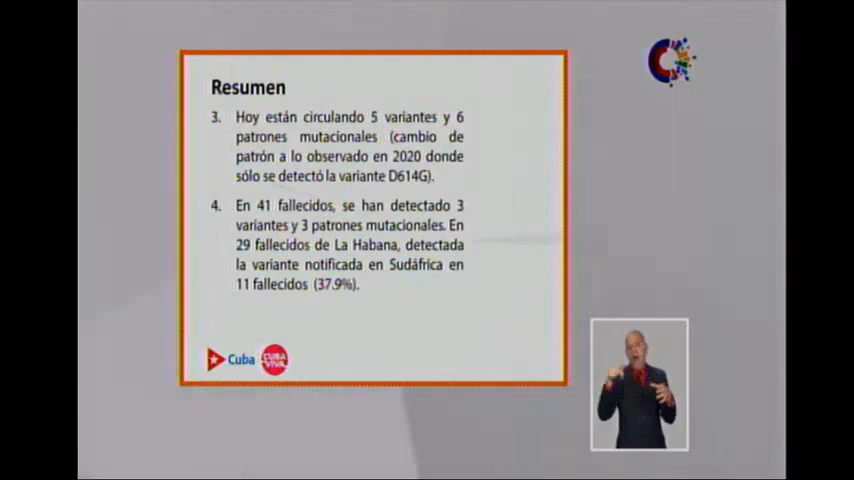 Resumen
3. Hoy están circulando 5 variantes y 6
patrones mutacionales (cambio de
patrón a lo observado en 2020 donde
sólo se detectó la variante D614G).
4. En 41 fallecidos, se han detectado 3
variantes y 3 patrones mutacionales. En
29 fallecidos de La Habana, detectada
la variante notificada en Sudáfrica en
11 fallecidos (37.9%).
Cuba
CUBA
VIVA